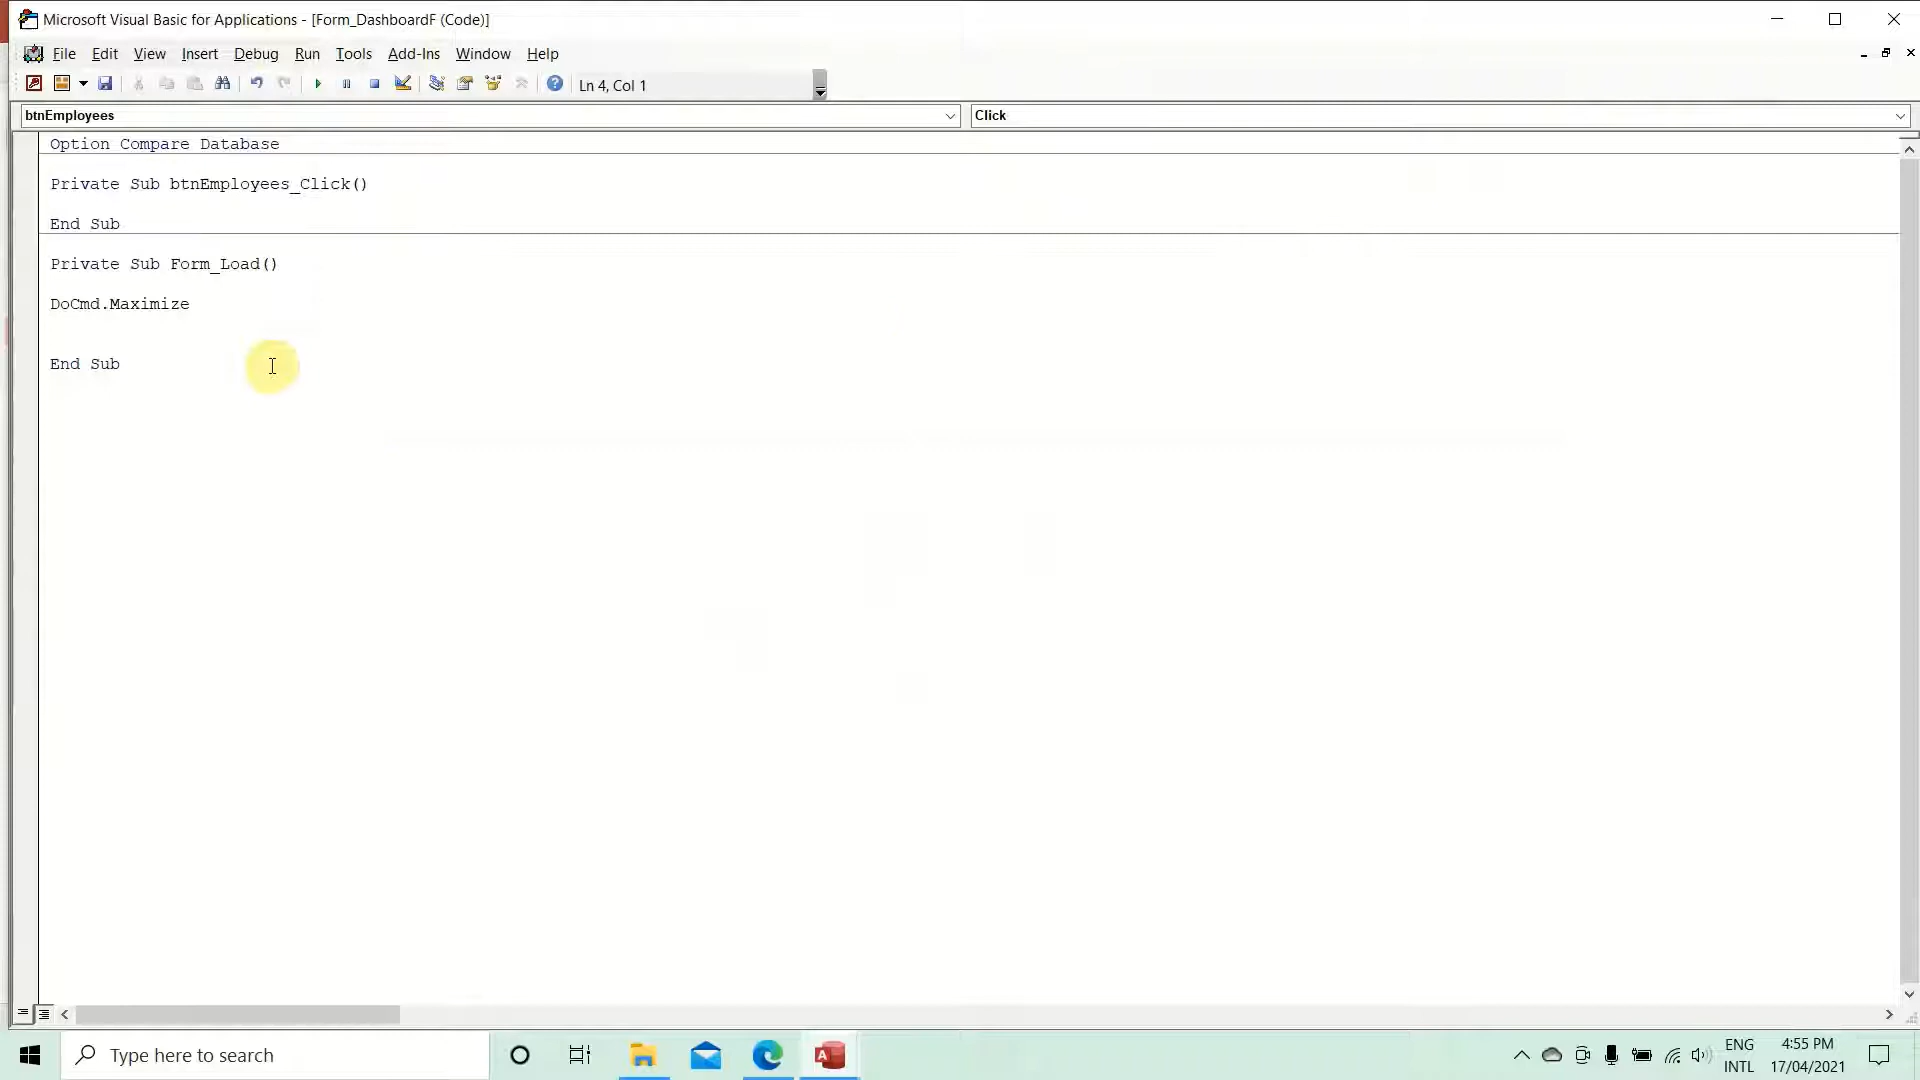 Microsoft Visual Basic for Applications - [Form_DashboardF (Code)]
File Edit View Insert Debug Run Tools Add-Ins Window Help
Ln 4, Col 1
btnEmployees Click
Option Compare Database
Private Sub btnEmployees_Click()
End Sub
Private Sub Form_Load()
DoCmd.Maximize
End Sub
Type here to search
ENG 4:55 PM
INTL 17/04/2021